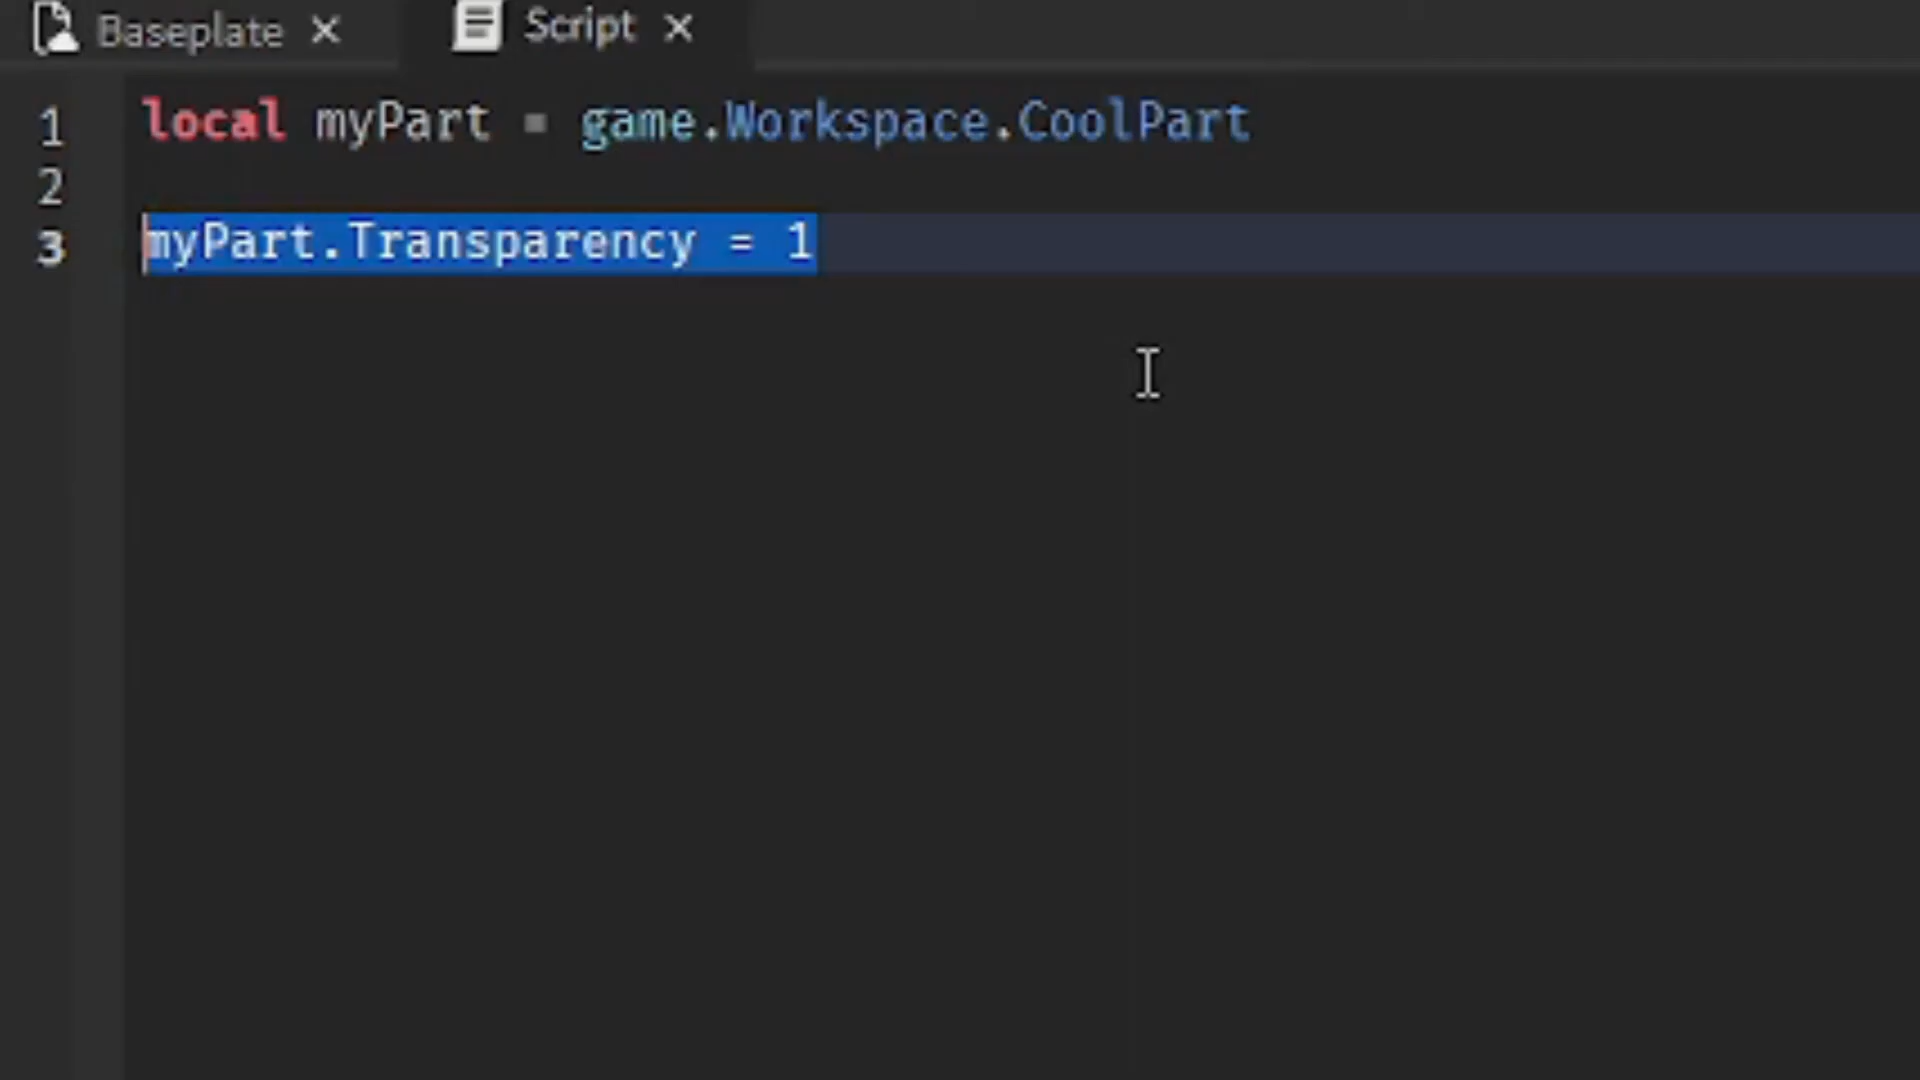 Baseplate × Script ×
1 local myPart = game.Workspace.CoolPart
2
3 myPart.Transparency = 1